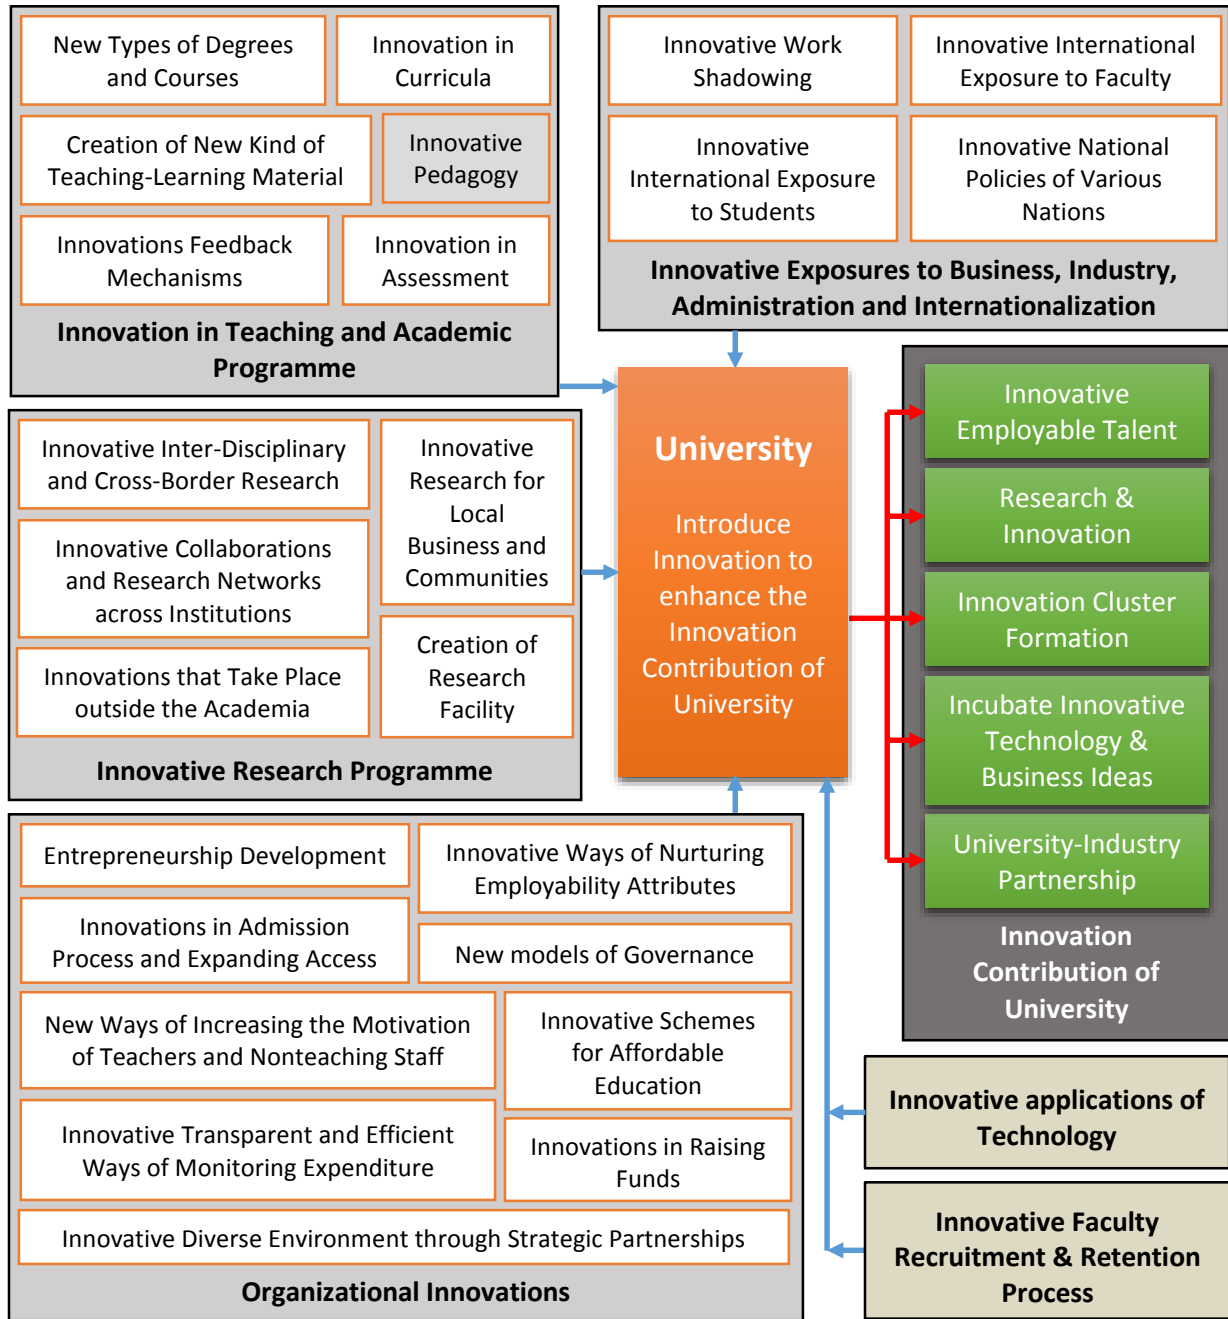 New Types of Degrees
and Courses
Innovation in
Curricula
Creation of New Kind of
Teaching-Learning Material
Innovative
Pedagogy
Innovations Feedback
Mechanisms
Innovation in
Assessment
Innovation in Teaching and Academic
Programme
Innovative Work
Shadowing
Innovative International
Exposure to Faculty
Innovative
International Exposure
to Students
Innovative National
Policies of Various
Nations
Innovative Exposures to Business, Industry,
Administration and Internationalization
Innovative Inter-Disciplinary
and Cross-Border Research
Innovative
Research for
Local
Business and
Communities
Innovative Collaborations
and Research Networks
across Institutions
Innovations that Take Place
outside the Academia
Creation of
Research
Facility
Innovative Research Programme
University
Introduce
Innovation to
enhance the
Innovation
Contribution of
University
Innovative
Employable Talent
Research &
Innovation
Innovation Cluster
Formation
Incubate Innovative
Technology &
Business Ideas
University-Industry
Partnership
Innovation
Contribution of
University
Entrepreneurship Development
Innovative Ways of Nurturing
Employability Attributes
Innovations in Admission
Process and Expanding Access
New models of Governance
New Ways of Increasing the Motivation
of Teachers and Nonteaching Staff
Innovative Schemes
for Affordable
Education
Innovative Transparent and Efficient
Ways of Monitoring Expenditure
Innovations in Raising
Funds
Innovative Diverse Environment through Strategic Partnerships
Organizational Innovations
Innovative applications of
Technology
Innovative Faculty
Recruitment & Retention
Process